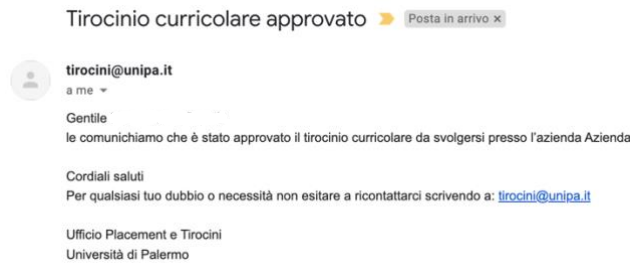 Tirocinio curricolare approvato
Posta in arrivo ×
tirocini@unipa.it
a me
Gentile
le comunichiamo che è stato approvato il tirocinio curricolare da svolgersi presso l'azienda Azienda
Cordiali saluti
Per qualsiasi tuo dubbio o necessità non esitare a ricontattarci scrivendo a: tirocini@unipa.it
Ufficio Placement e Tirocini
Università di Palermo